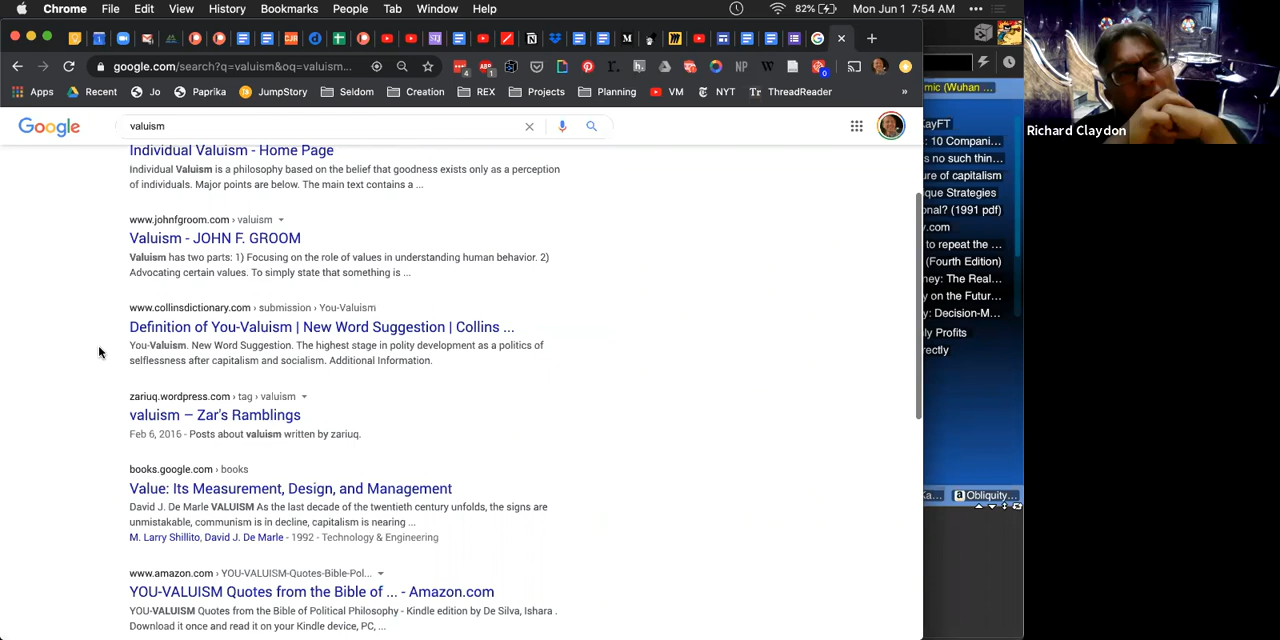 Chrome File Edit View History Bookmarks People Tab Window Help 82% Mon Jun 1 7:54 AM
google.com/search?q=valuism&oq=valuism...
Apps Recent Jo Paprika JumpStory Seldom Creation REX Projects Planning VM NYT Tr ThreadReader »
Google valuism
Individual Valuism - Home Page
Individual Valuism is a philosophy based on the belief that goodness exists only as a perception
of individuals. Major points are below. The main text contains a ...
www.johnfgroom.com › valuism
Valuism - JOHN F. GROOM
Valuism has two parts: 1) Focusing on the role of values in understanding human behavior. 2)
Advocating certain values. To simply state that something is ...
www.collinsdictionary.com › submission › You-Valuism
Definition of You-Valuism | New Word Suggestion | Collins ...
You-Valuism. New Word Suggestion. The highest stage in polity development as a politics of
selflessness after capitalism and socialism. Additional Information.
zariuq.wordpress.com › tag › valuism
valuism – Zar's Ramblings
Feb 6, 2015 - Posts about valuism written by zariuq.
books.google.com › books
Value: Its Measurement, Design, and Management
David J. De Marle VALUISM As the last decade of the twentieth century unfolds, the signs are
unmistakable, communism is in decline, capitalism is nearing ...
M. Larry Shillito, David J. De Marle - 1992 - Technology & Engineering
www.amazon.com › YOU-VALUISM-Quotes-Bible-Pol...
YOU-VALUISM Quotes from the Bible of ... - Amazon.com
YOU-VALUISM Quotes from the Bible of Political Philosophy - Kindle edition by De Silva, Ishara .
Download it once and read it on your Kindle device, PC, ...
mic (Wuhan ...
ayFT
: 10 Compani...
s no such thin...
ure of capitalism
que Strategies
onal? (1991 pdf)
y.com
to repeat the ...
(Fourth Edition)
ney: The Real...
y on the Futur...
y: Decision-M...
ly Profits
rectly
Ka... a Obliquity...
Richard Claydon